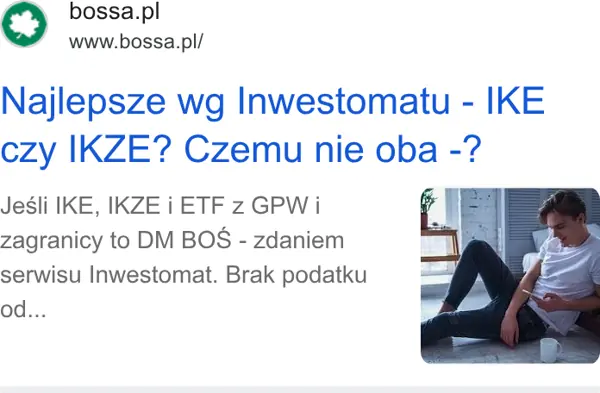 bossa.pl
www.bossa.pl/
Najlepsze wg Inwestomatu - IKE
czy IKZE? Czemu nie oba -?
Jeśli IKE, IKZE i ETF z GPW i
zagranicy to DM BOŚ - zdaniem
serwisu Inwestomat. Brak podatku
od...